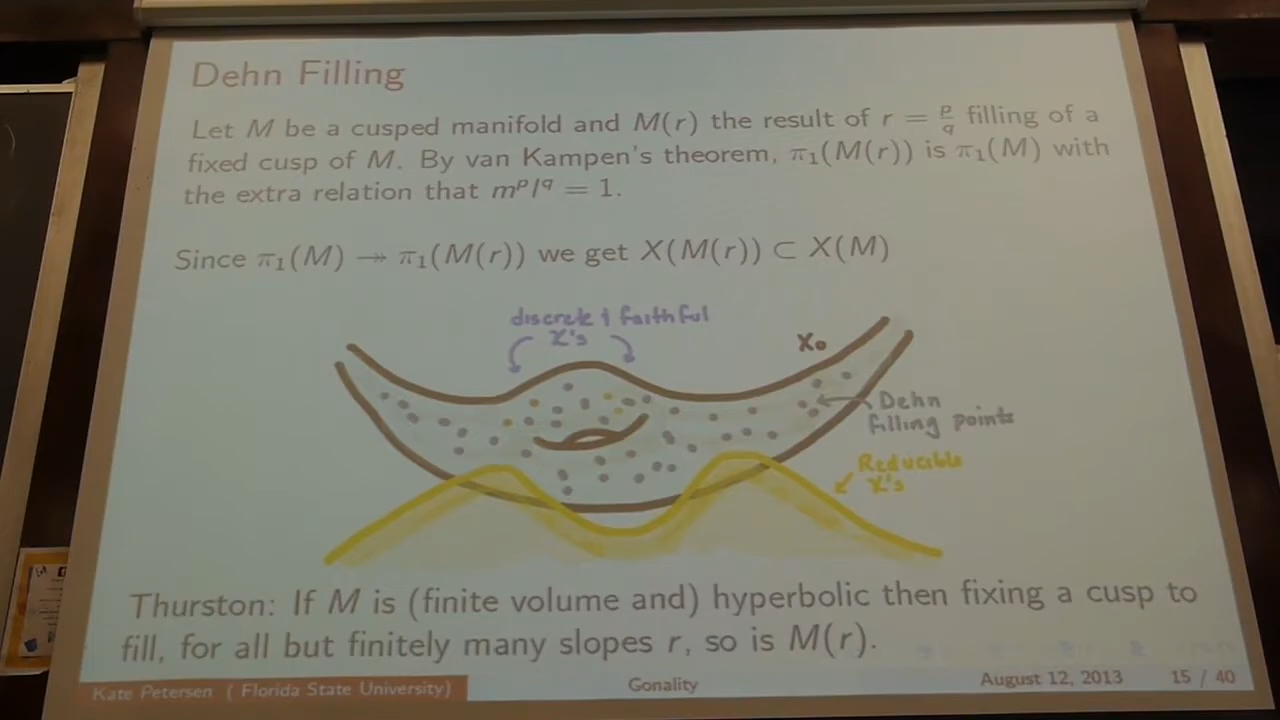 Dehn Filling
Let M be a cusped manifold and M(r) the result of r = p/q filling of a
fixed cusp of M. By van Kampen's theorem, π₁(M(r)) is π₁(M) with
the extra relation that mᵖlᵠ = 1.
Since π₁(M) ↠ π₁(M(r)) we get X(M(r)) ⊂ X(M)
discrete & faithful
χ's
X₀
Dehn
filling points
Reducible
χ's
Thurston: If M is (finite volume and) hyperbolic then fixing a cusp to
fill, for all but finitely many slopes r, so is M(r).
Kate Petersen ( Florida State University) Gonality August 12, 2013 15 / 40